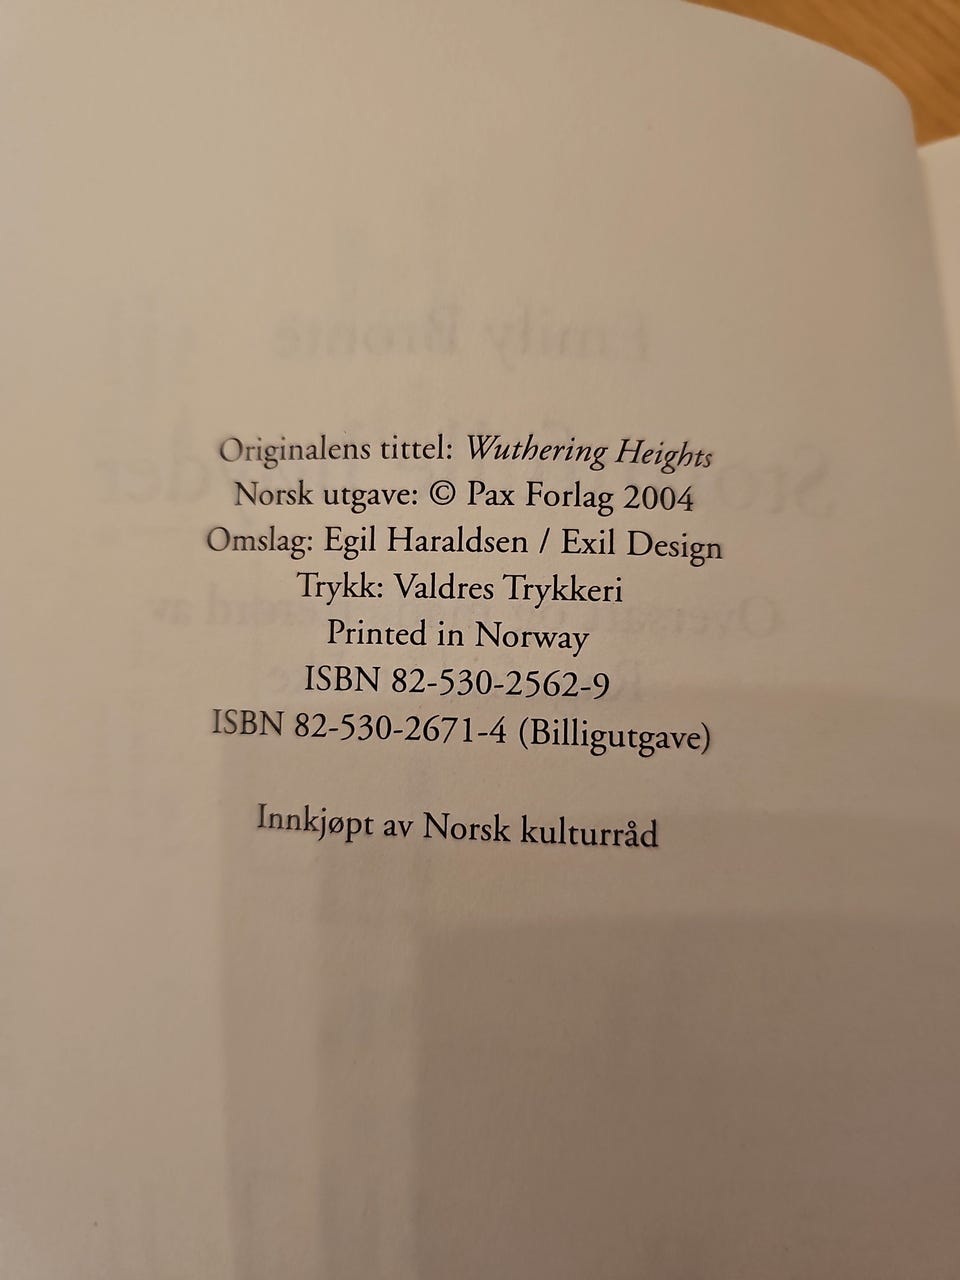 Originalens tittel: Wuthering Heights
Norsk utgave: © Pax Forlag 2004
Omslag: Egil Haraldsen / Exil Design
Trykk: Valdres Trykkeri
Printed in Norway
ISBN 82-530-2562-9
ISBN 82-530-2671-4 (Billigutgave)
Innkjøpt av Norsk kulturråd